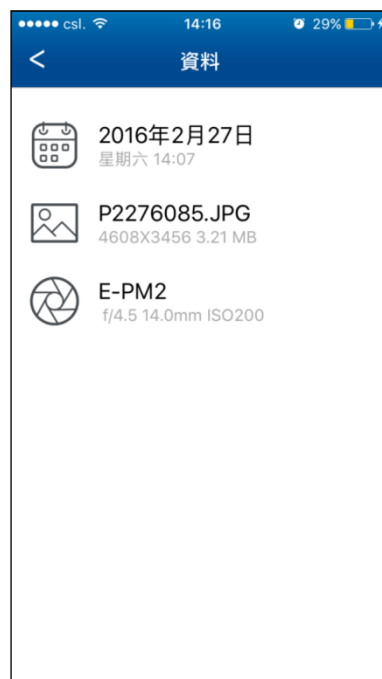 csl. 14:16 29%
< 資料
2016年2月27日
星期六 14:07
P2276085.JPG
4608X3456 3.21 MB
E-PM2
f/4.5 14.0mm ISO200